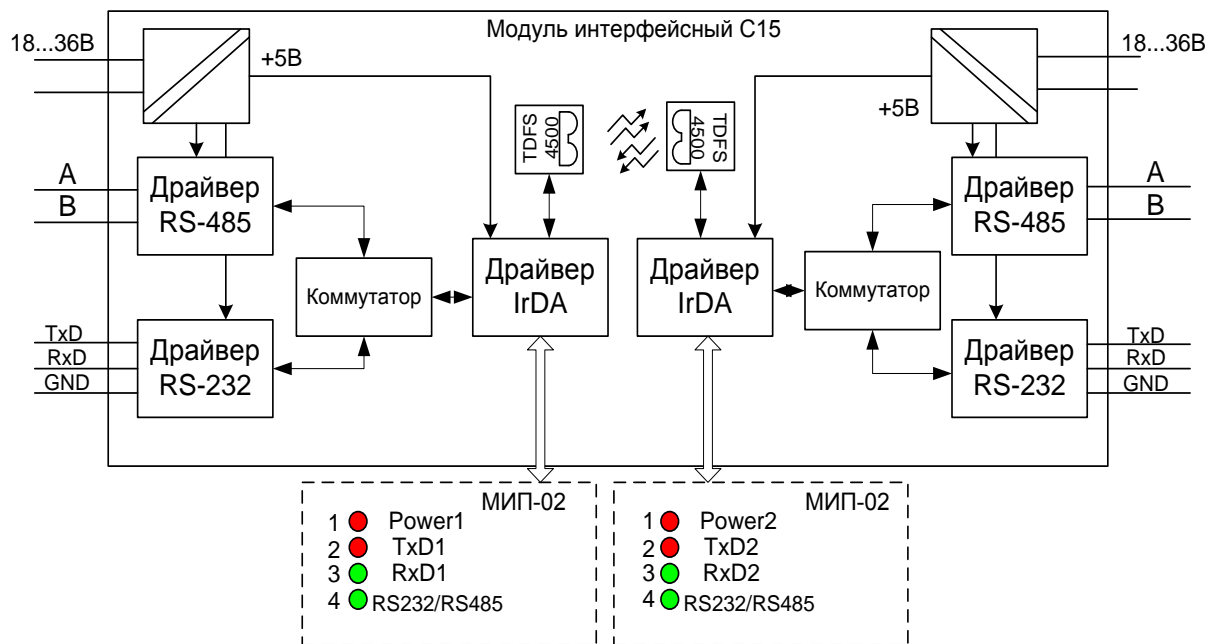 Модуль интерфейсный С15
18...36В
+5В
TDFS
4500
TDFS
4500
+5В
18...36В
А
В
Драйвер
RS-485
Драйвер
RS-485
А
В
Коммутатор
Драйвер
IrDA
Драйвер
IrDA
Коммутатор
TxD
RxD
GND
Драйвер
RS-232
Драйвер
RS-232
TxD
RxD
GND
МИП-02
1 Power1
2 TxD1
3 RxD1
4 RS232/RS485
МИП-02
1 Power2
2 TxD2
3 RxD2
4 RS232/RS485